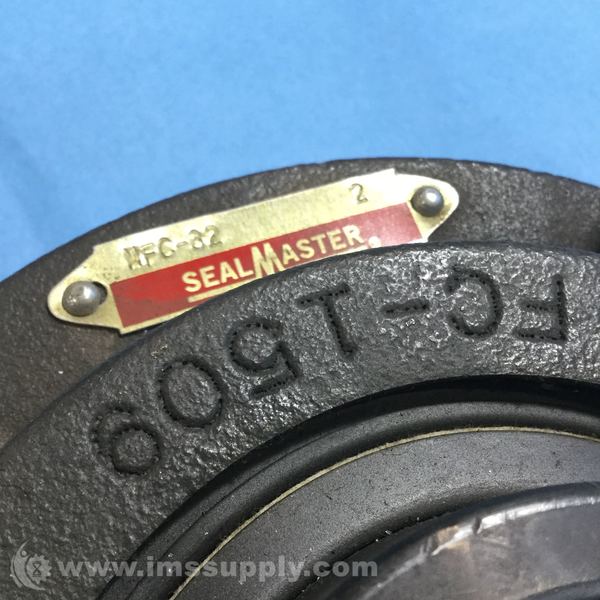 MFC-32 2
SEALMASTER®
FC-1509
www.imssupply.com